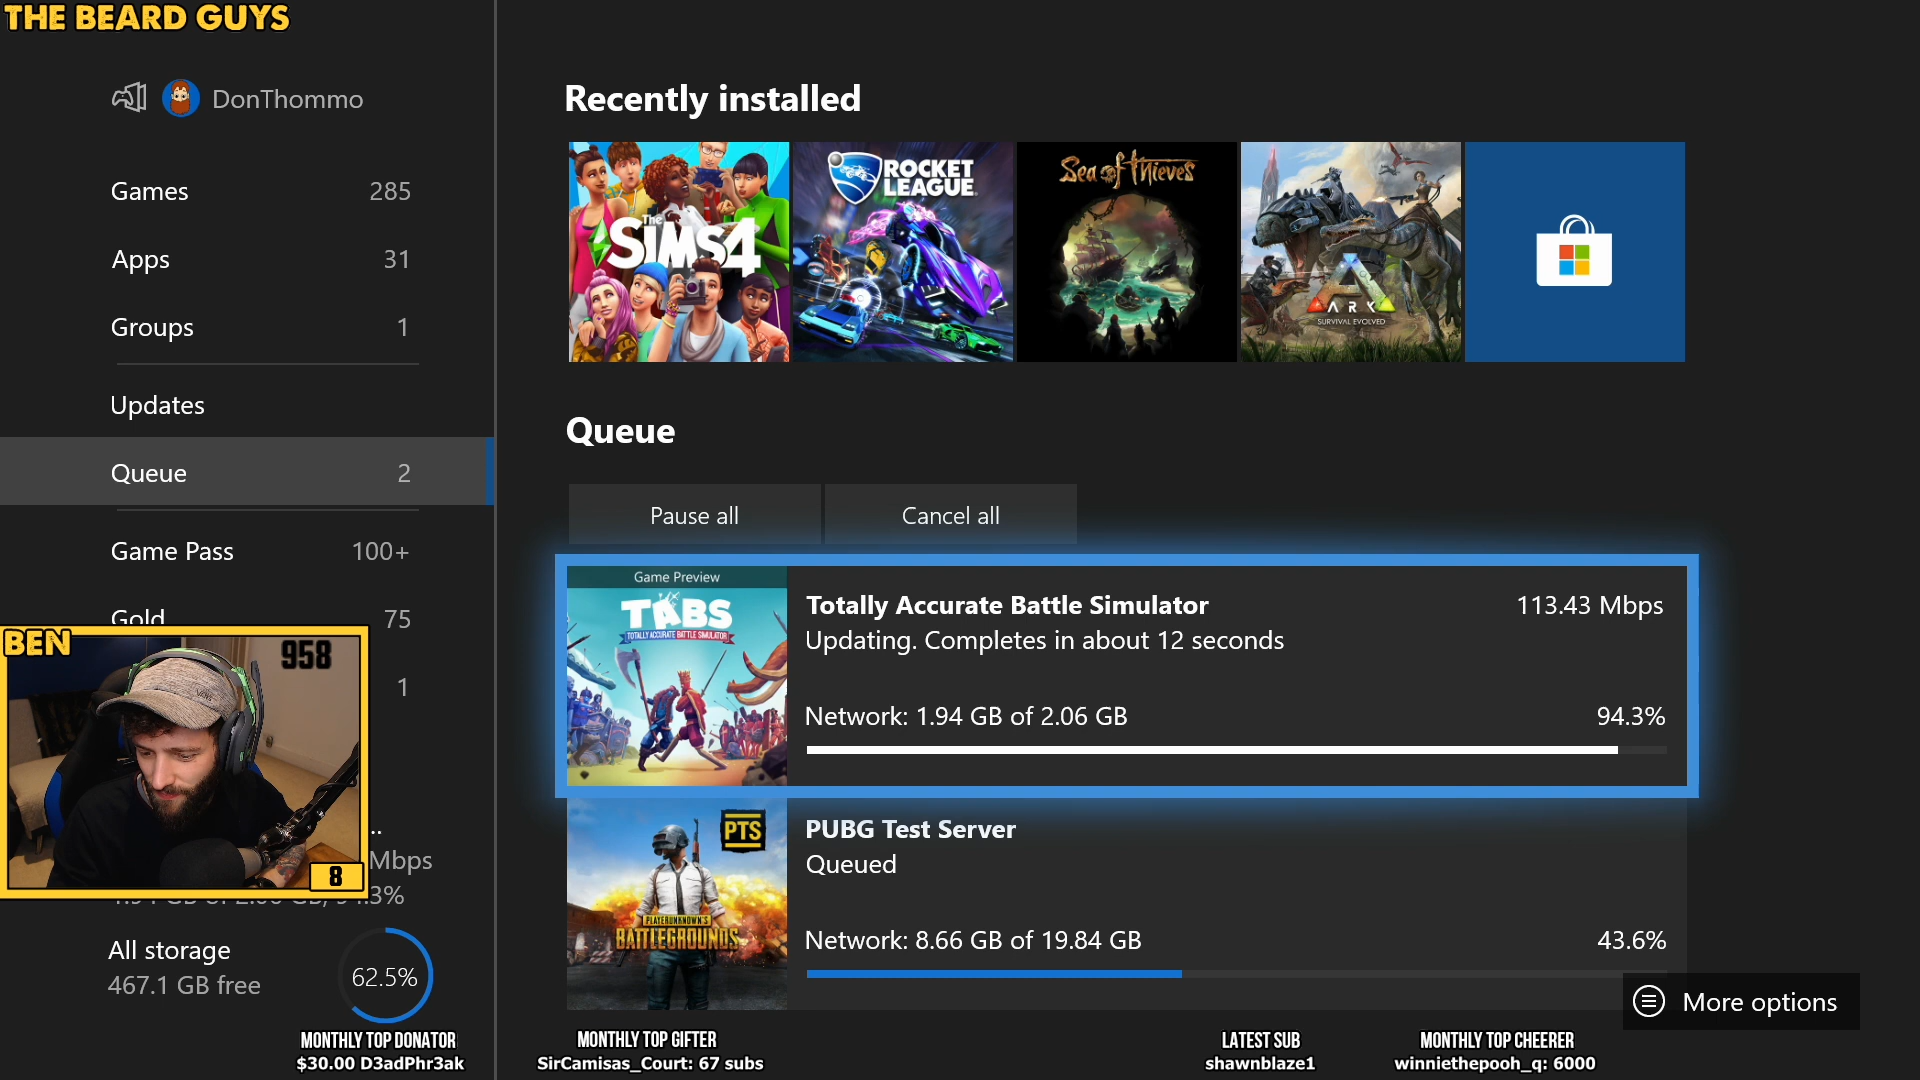 THE BEARD GUYS
DonThommo
Games 285
Apps 31
Groups 1
Updates
Queue 2
Game Pass 100+
Gold 75
1
BEN
958
8
..
Mbps
.3%
All storage
467.1 GB free
62.5%
Recently installed
The SIMS 4
ROCKET LEAGUE
Sea of Thieves
ARK
SURVIVAL EVOLVED
Queue
Pause all
Cancel all
Game Preview
TABS
TOTALLY ACCURATE BATTLE SIMULATOR
Totally Accurate Battle Simulator 113.43 Mbps
Updating. Completes in about 12 seconds
Network: 1.94 GB of 2.06 GB 94.3%
PTS
PLAYERUNKNOWN'S
BATTLEGROUNDS
PUBG Test Server
Queued
Network: 8.66 GB of 19.84 GB 43.6%
More options
MONTHLY TOP DONATOR
$30.00 D3adPhr3ak
MONTHLY TOP GIFTER
SirCamisas_Court: 67 subs
LATEST SUB
shawnblaze1
MONTHLY TOP CHEERER
winniethepooh_q: 6000